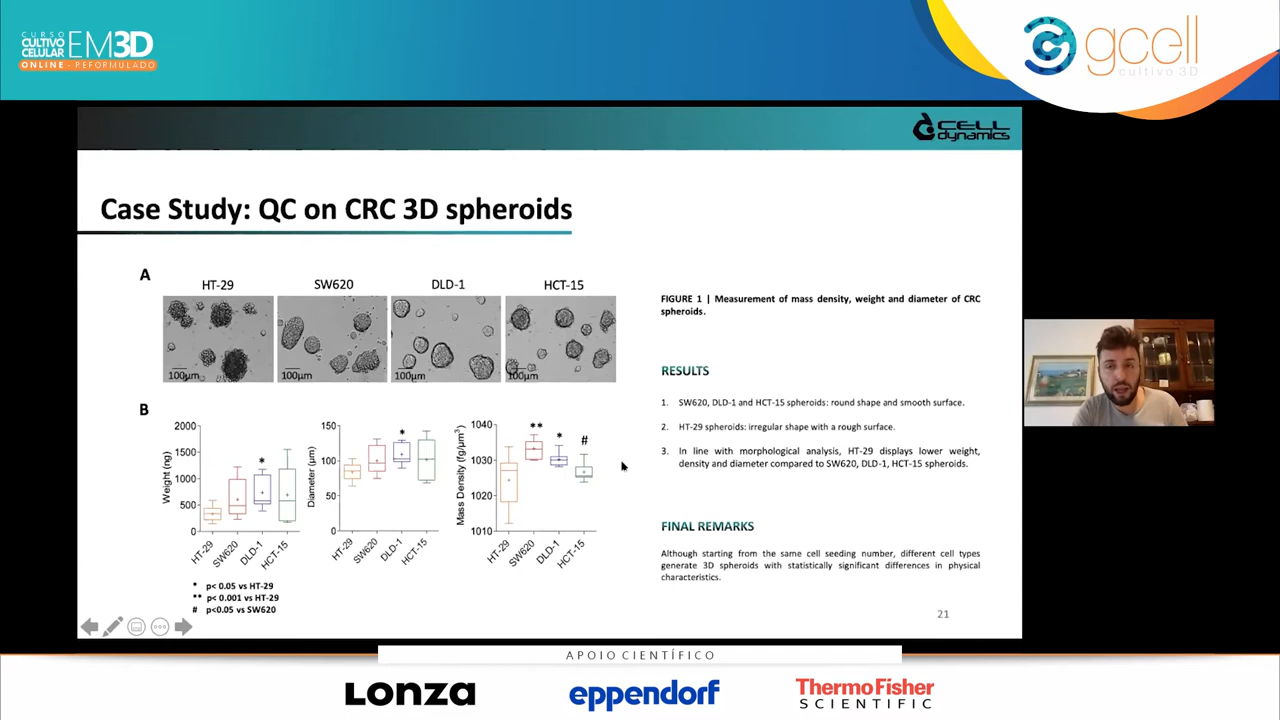 CURSO
CULTIVO
CELULAR
EM3D
ONLINE - REFORMULADO
gcell
cultivo 3D
CELL
dynamics
Case Study: QC on CRC 3D spheroids
A
HT-29
SW620
DLD-1
HCT-15
100µm
100µm
100µm
100µm
B
Weight (ng)
2000
1500
1000
500
0
*
HT-29
SW620
DLD-1
HCT-15
Diameter (µm)
150
100
50
0
*
HT-29
SW620
DLD-1
HCT-15
Mass Density (fg/µm³)
1040
1030
1020
1010
**
*
#
HT-29
SW620
DLD-1
HCT-15
* p< 0.05 vs HT-29
** p< 0.001 vs HT-29
# p<0.05 vs SW620
FIGURE 1 | Measurement of mass density, weight and diameter of CRC
spheroids.
RESULTS
1. SW620, DLD-1 and HCT-15 spheroids: round shape and smooth surface.
2. HT-29 spheroids: irregular shape with a rough surface.
3. In line with morphological analysis, HT-29 displays lower weight,
density and diameter compared to SW620, DLD-1, HCT-15 spheroids.
FINAL REMARKS
Although starting from the same cell seeding number, different cell types
generate 3D spheroids with statistically significant differences in physical
characteristics.
21
APOIO CIENTÍFICO
Lonza
eppendorf
ThermoFisher
SCIENTIFIC